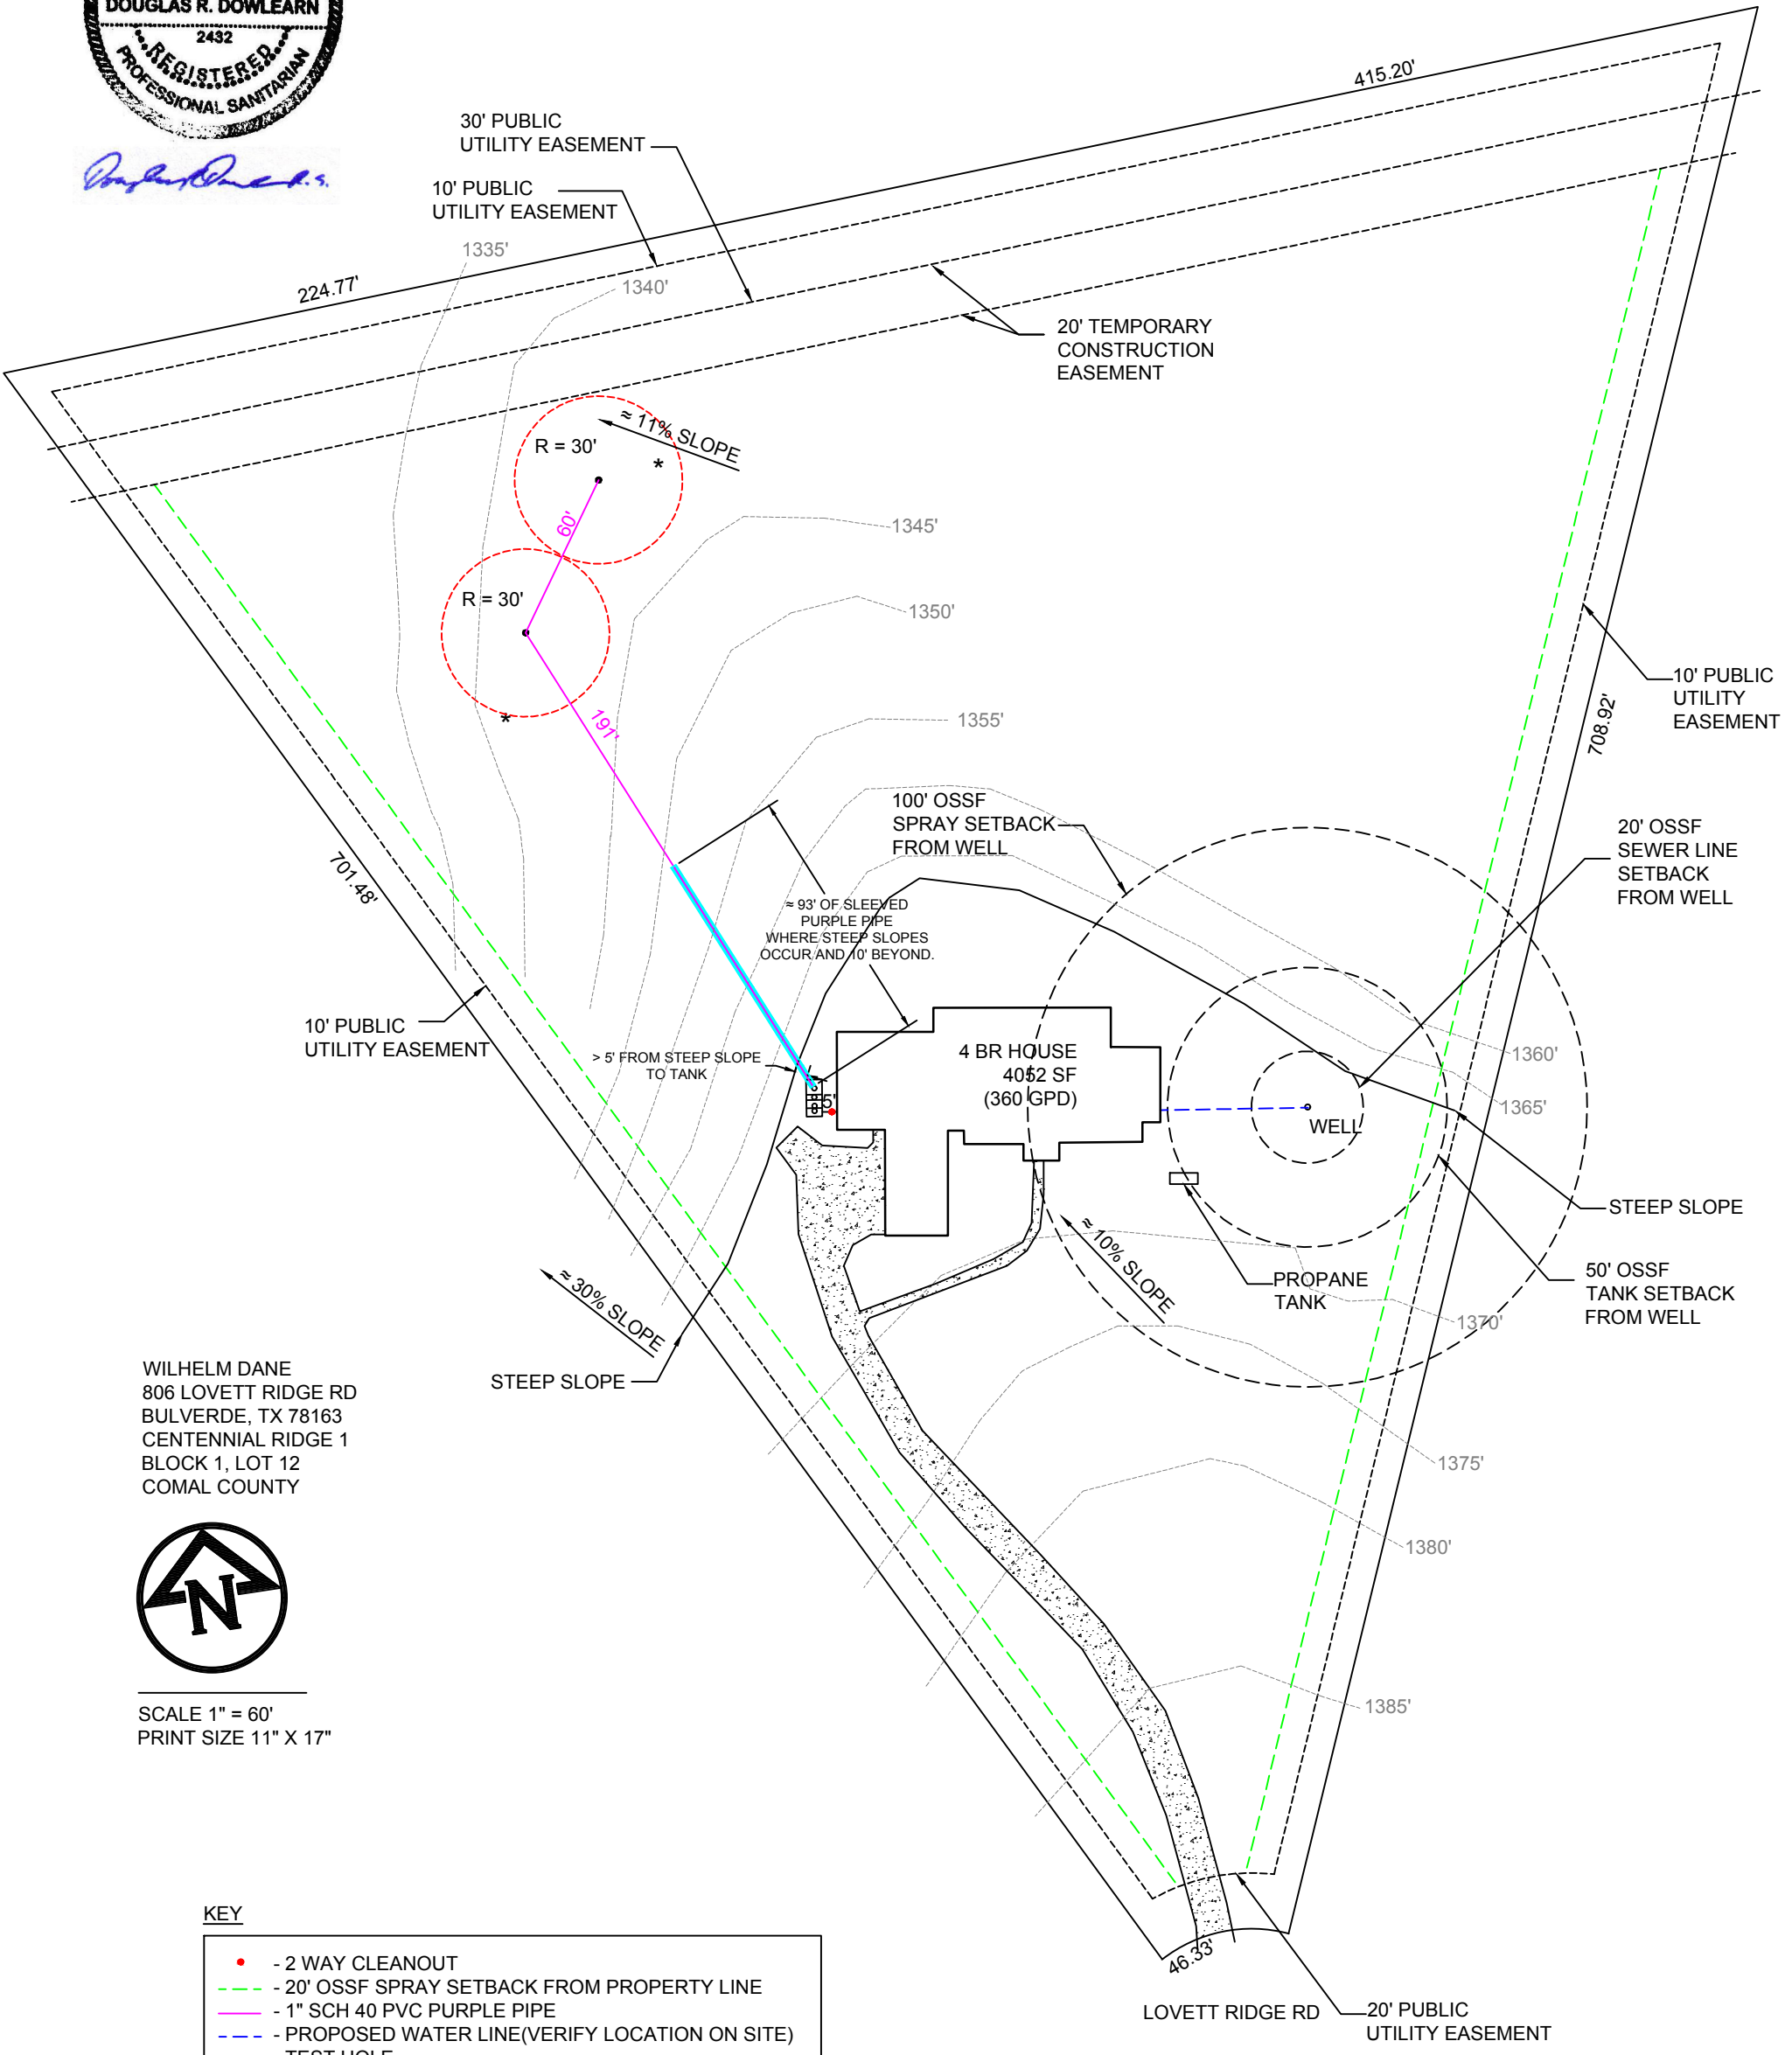 DOUGLAS R. DOWLEARN
2432
REGISTERED
PROFESSIONAL SANITARIAN
415.20'
30' PUBLIC
UTILITY EASEMENT
10' PUBLIC
UTILITY EASEMENT
1335'
224.77'
1340'
20' TEMPORARY
CONSTRUCTION
EASEMENT
≈ 11% SLOPE
R = 30'
*
60'
1345'
R = 30'
1350'
*
191'
1355'
10' PUBLIC
UTILITY
EASEMENT
708.92'
100' OSSF
SPRAY SETBACK
FROM WELL
20' OSSF
SEWER LINE
SETBACK
FROM WELL
701.48'
≈ 93' OF SLEEVED
PURPLE PIPE
WHERE STEEP SLOPES
OCCUR AND 10' BEYOND.
10' PUBLIC
UTILITY EASEMENT
> 5' FROM STEEP SLOPE
TO TANK
5'
4 BR HOUSE
4052 SF
(360 GPD)
WELL
1360'
1365'
STEEP SLOPE
≈ 10% SLOPE
PROPANE
TANK
50' OSSF
TANK SETBACK
FROM WELL
1370'
≈ 30% SLOPE
STEEP SLOPE
WILHELM DANE
806 LOVETT RIDGE RD
BULVERDE, TX 78163
CENTENNIAL RIDGE 1
BLOCK 1, LOT 12
COMAL COUNTY
1375'
1380'
N
1385'
SCALE 1" = 60'
PRINT SIZE 11" X 17"
KEY
- 2 WAY CLEANOUT
- 20' OSSF SPRAY SETBACK FROM PROPERTY LINE
- 1" SCH 40 PVC PURPLE PIPE
- PROPOSED WATER LINE(VERIFY LOCATION ON SITE)
TEST HOLE
46.33'
LOVETT RIDGE RD
20' PUBLIC
UTILITY EASEMENT